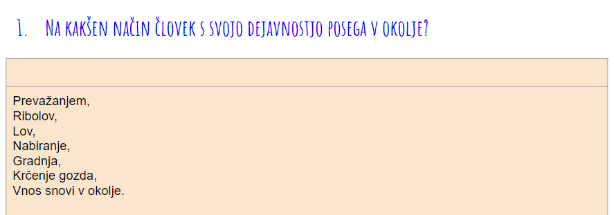 1. Na kakšen način človek s svojo dejavnostjo posega v okolje?
Prevažanjem,
Ribolov,
Lov,
Nabiranje,
Gradnja,
Krčenje gozda,
Vnos snovi v okolje.